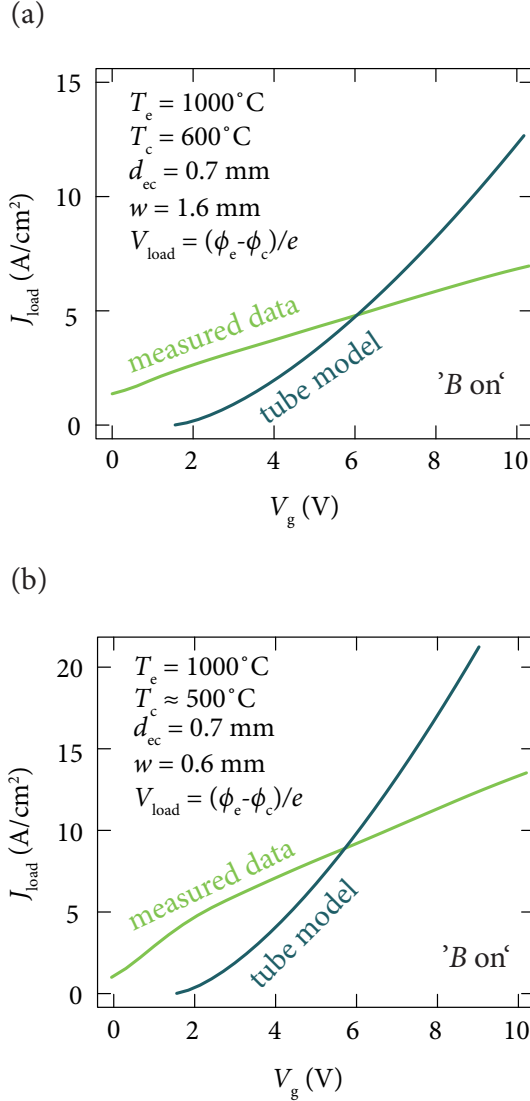 (a)
15
10
5
0
J_load (A/cm²)
T_e = 1000˚C
T_c = 600˚C
d_ec = 0.7 mm
w = 1.6 mm
V_load = (ϕ_e-ϕ_c)/e
measured data
tube model
’B on‘
0 2 4 6 8 10
V_g (V)
(b)
20
15
10
5
0
J_load (A/cm²)
T_e = 1000˚C
T_c ≈ 500˚C
d_ec = 0.7 mm
w = 0.6 mm
V_load = (ϕ_e-ϕ_c)/e
measured data
tube model
’B on‘
0 2 4 6 8 10
V_g (V)